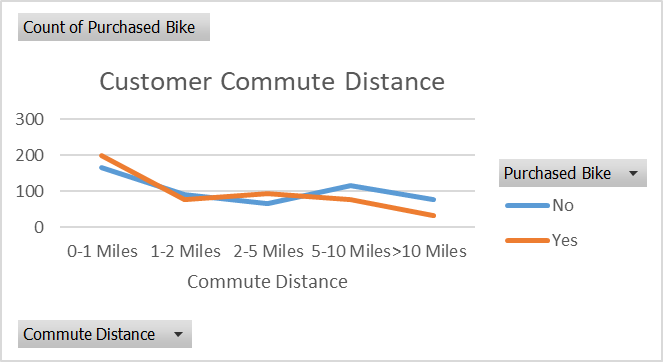 Count of Purchased Bike
Customer Commute Distance
300
200
100
0
0-1 Miles 1-2 Miles 2-5 Miles 5-10 Miles >10 Miles
Commute Distance
Purchased Bike
No
Yes
Commute Distance